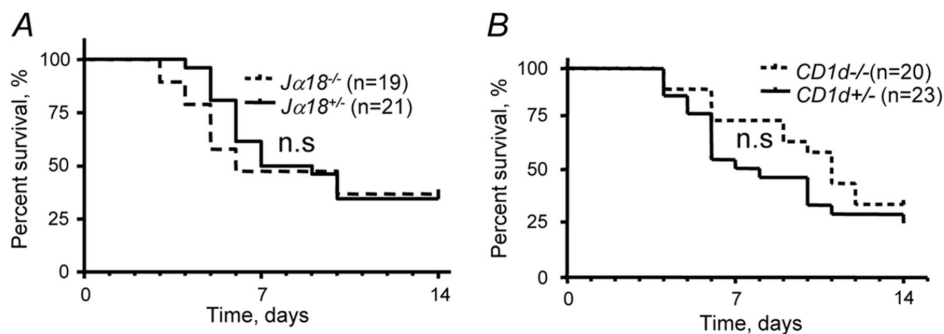 A
Percent survival, %
100
75
50
25
0
Jα18-/- (n=19)
Jα18+/- (n=21)
n.s
0 7 14
Time, days
B
Percent survival, %
100
75
50
25
0
CD1d-/-(n=20)
CD1d+/- (n=23)
n.s
0 7 14
Time, days